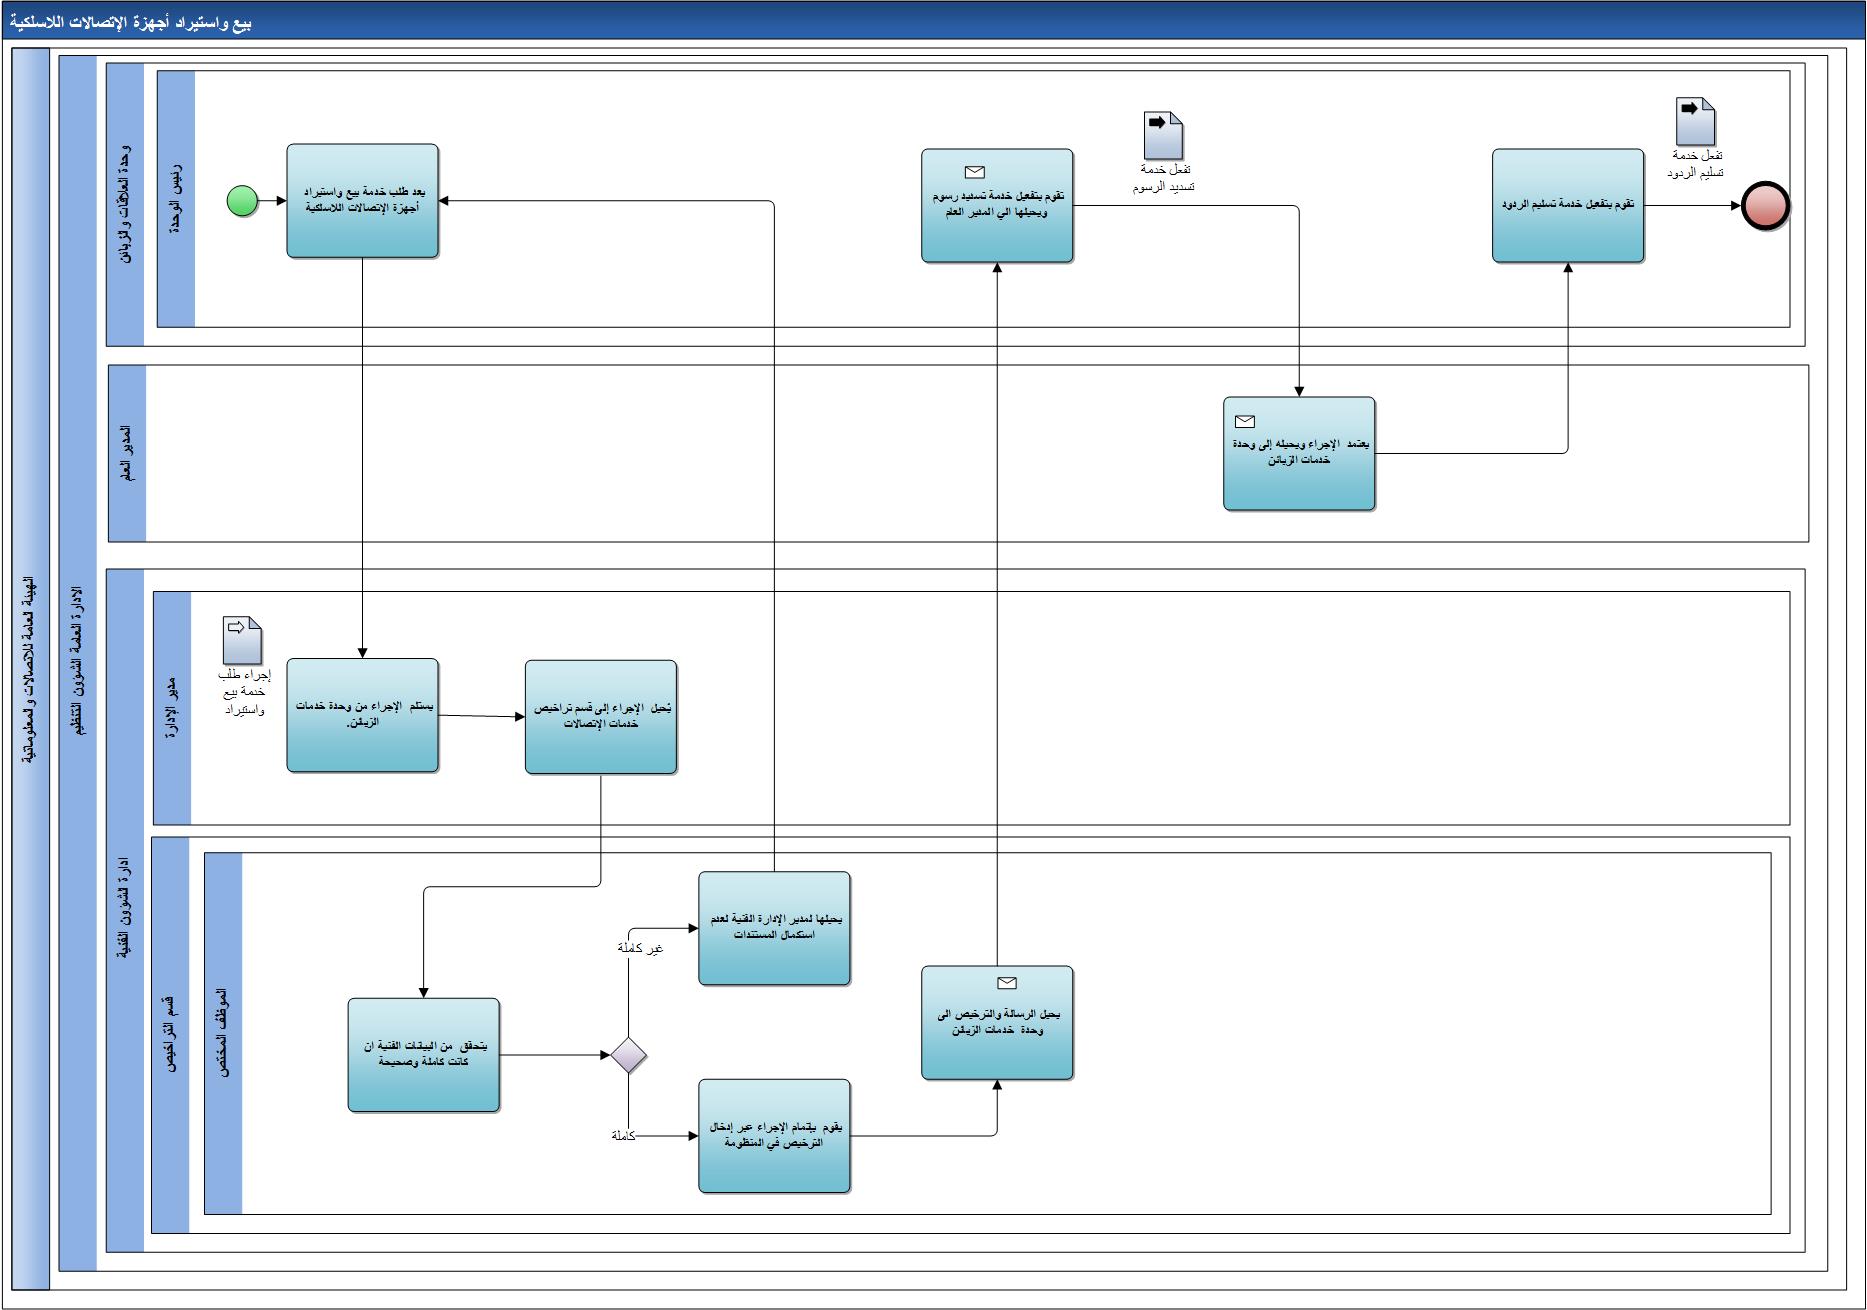 بيع واستيراد أجهزة الإتصالات اللاسلكية
الهيئة العامة للاتصالات والمعلوماتية
الادارة العامة الشؤون التنظيم
وحدة العلاقات والزبائن
رئيس الوحدة
يعد طلب خدمة بيع واستيراد
أجهزة الإتصالات اللاسلكية
تقوم بتفعيل خدمة تسديد رسوم
ويحيلها الي المدير العام
تفعل خدمة
تسديد الرسوم
تقوم بتفعيل خدمة تسليم الردود
تفعل خدمة
تسليم الردود
المدير العام
يعتمد الإجراء ويحيله إلى وحدة
خدمات الزبائن
ادارة الشؤون الفنية
مدير الإدارة
إجراء طلب
خدمة بيع
واستيراد
يستلم الإجراء من وحدة خدمات
الزبائن.
يُحيل الإجراء إلى قسم تراخيص
خدمات الإتصالات
قسم التراخيص
الموظف المختص
يتحقق من البيانات الفنية ان
كانت كاملة وصحيحة
غير كاملة
كاملة
يحيلها لمدير الإدارة الفنية لعدم
استكمال المستندات
يقوم بإتمام الإجراء عبر إدخال
الترخيص في المنظومة
يحيل الرسالة والترخيص الى
وحدة خدمات الزبائن